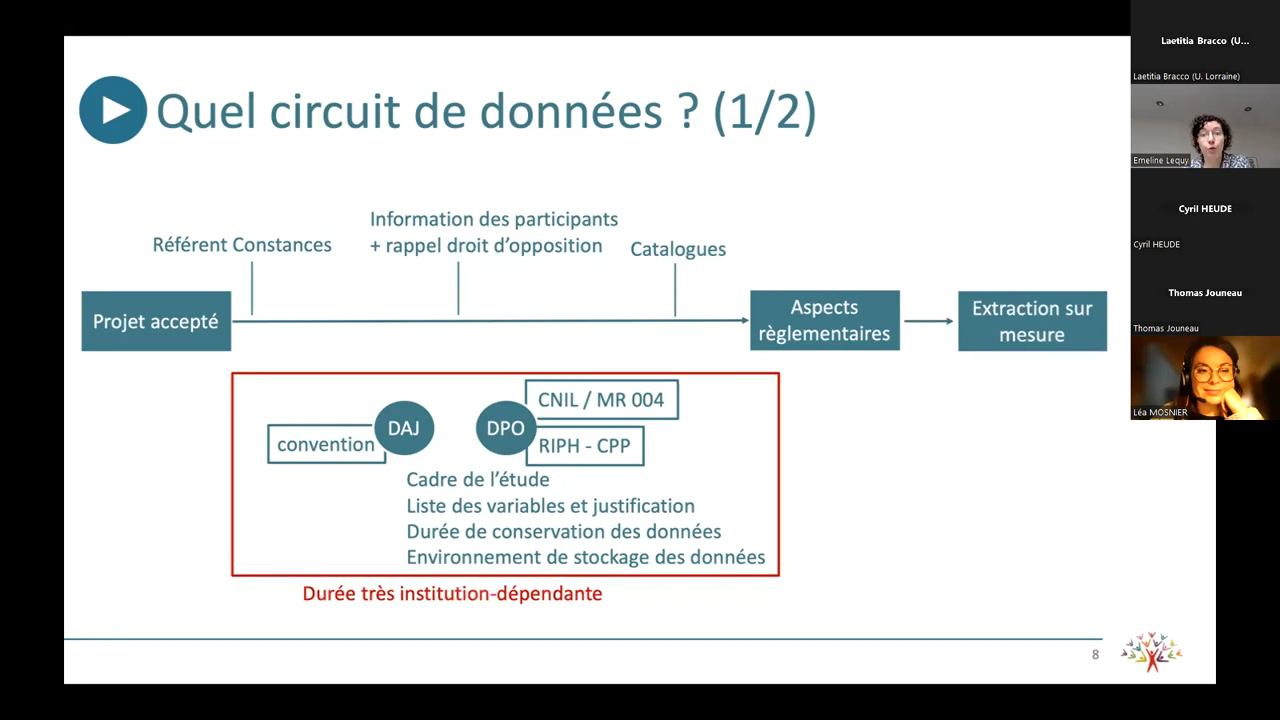 Quel circuit de données ? (1/2)
Référent Constances
Information des participants
+ rappel droit d’opposition
Catalogues
Projet accepté
Aspects
règlementaires
Extraction sur
mesure
convention
DAJ
DPO
CNIL / MR 004
RIPH - CPP
Cadre de l’étude
Liste des variables et justification
Durée de conservation des données
Environnement de stockage des données
Durée très institution-dépendante
8
Laetitia Bracco (U...
Laetitia Bracco (U. Lorraine)
Emeline Lequy
Cyril HEUDE
Cyril HEUDE
Thomas Jouneau
Thomas Jouneau
Léa MOSNIER